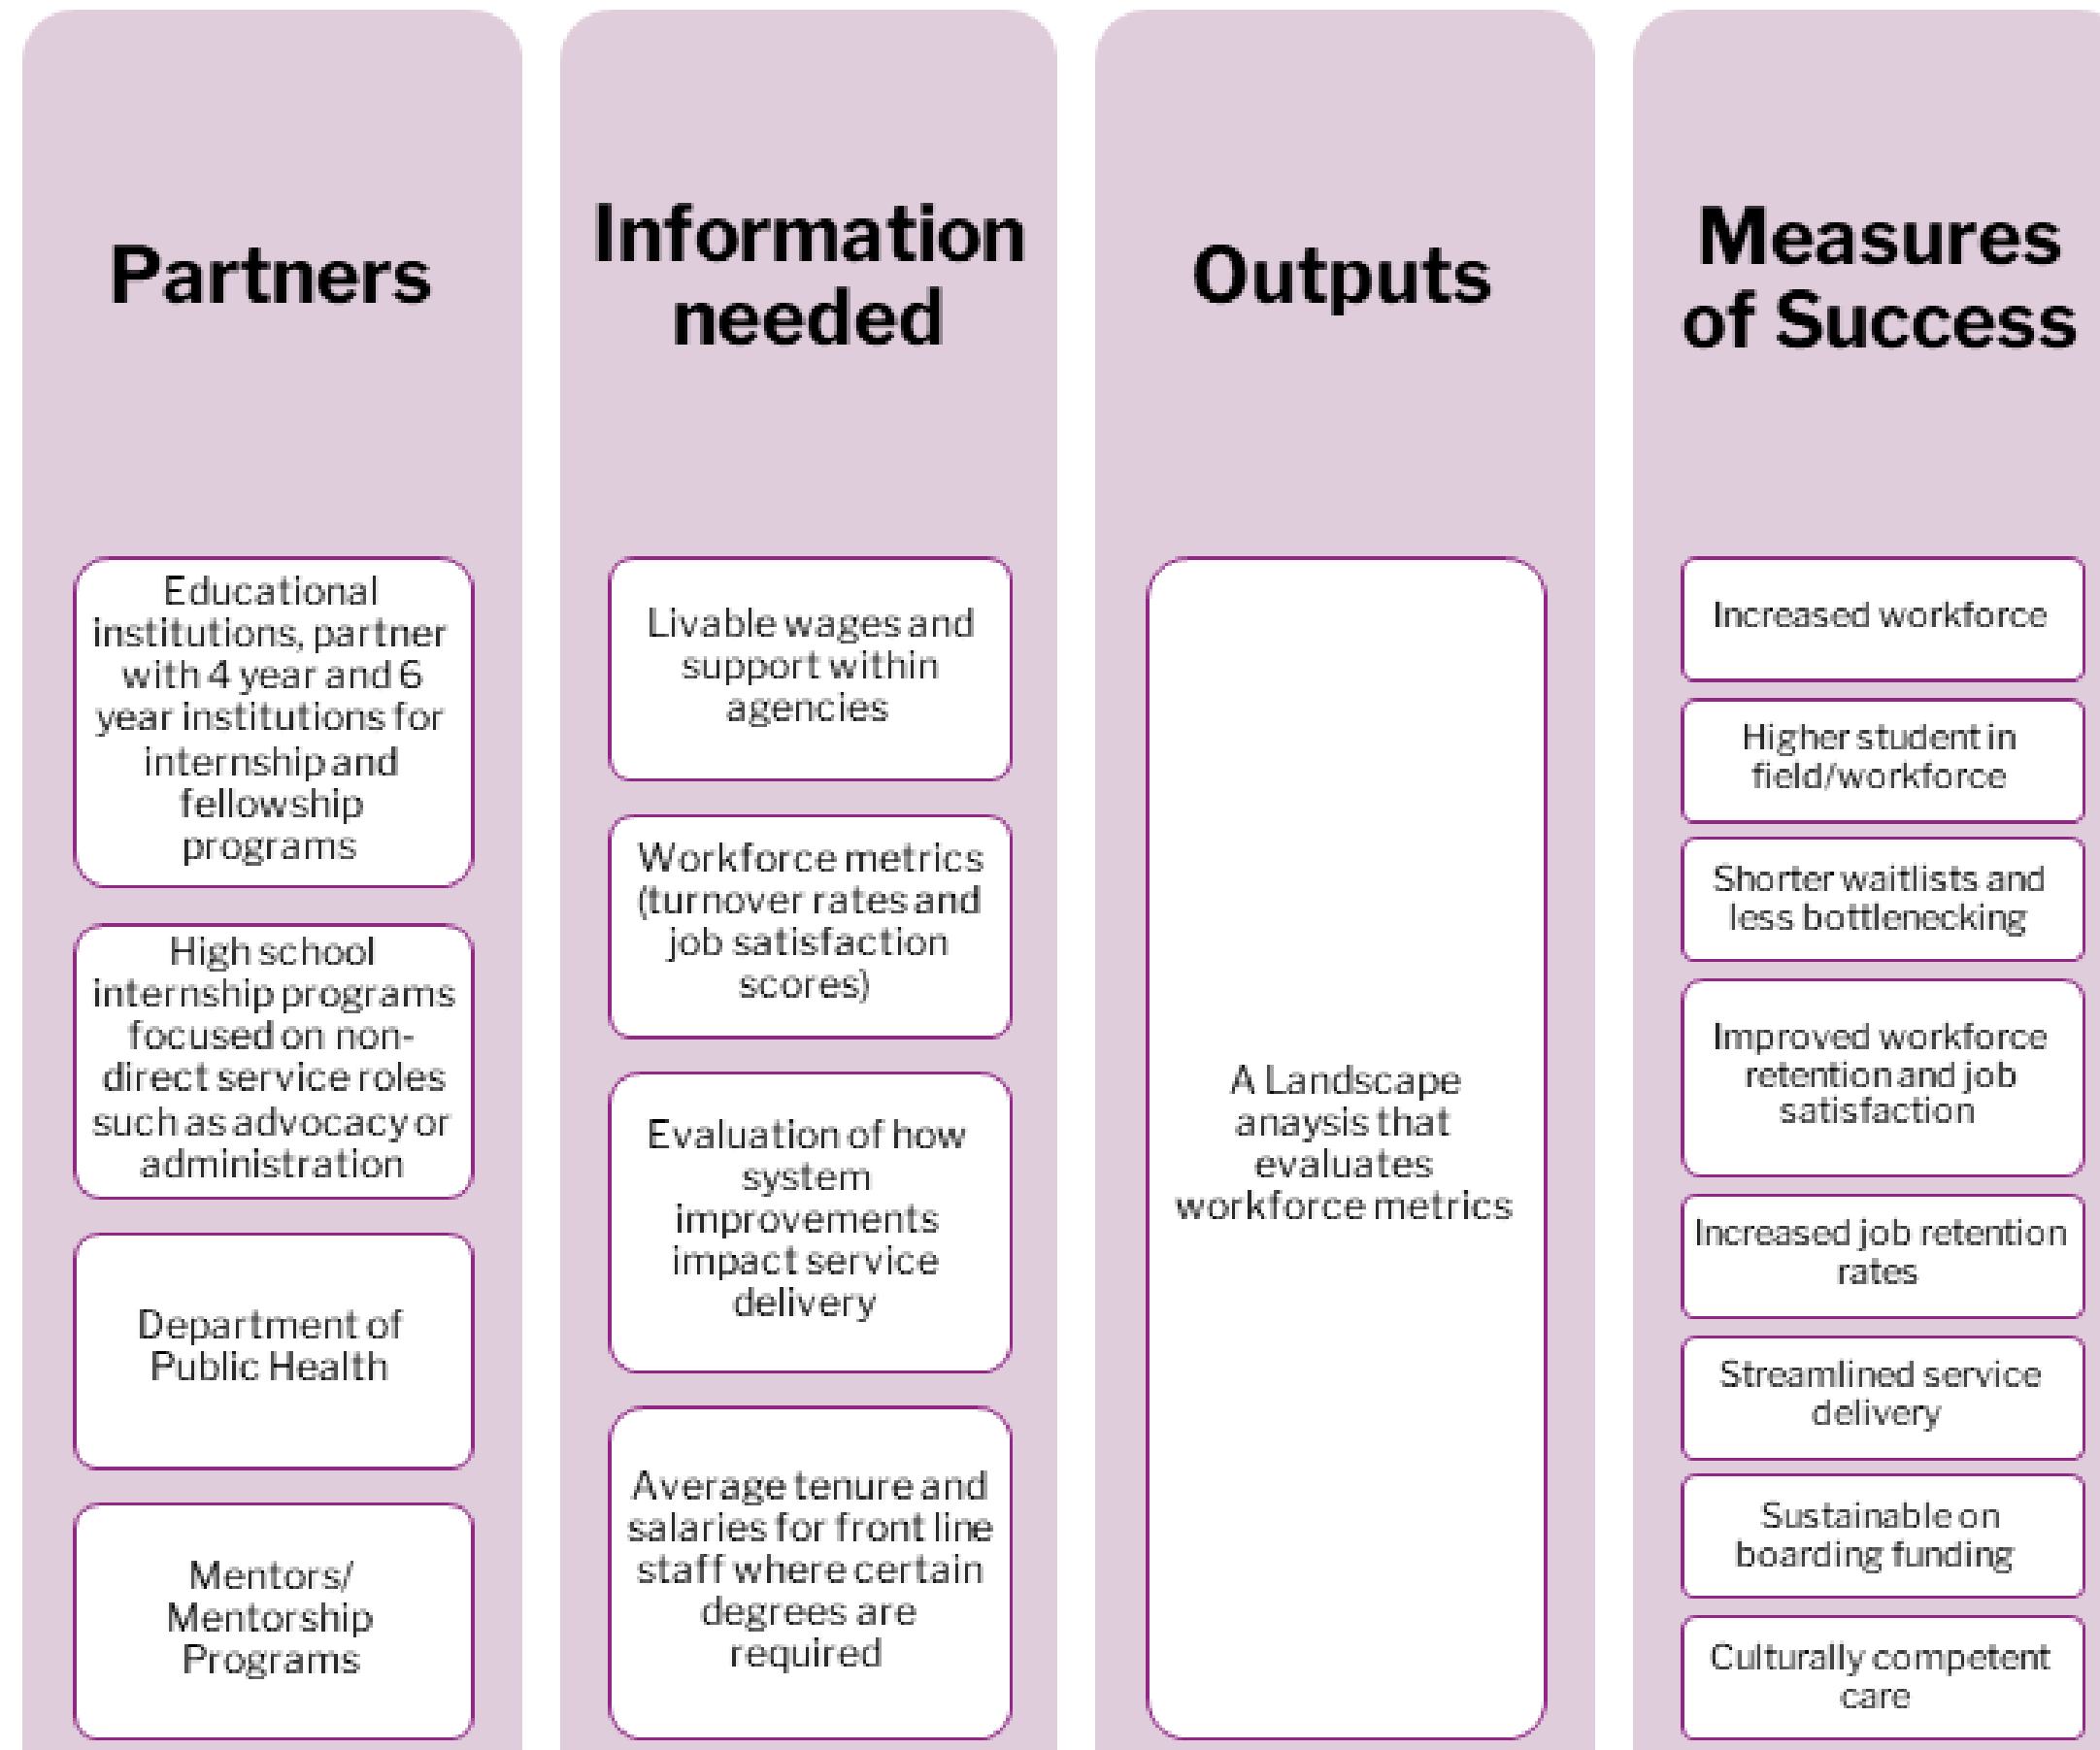 Partners
Educational
institutions, partner
with 4 year and 6
year institutions for
internship and
fellowship
programs
High school
internship programs
focused on non-
direct service roles
such as advocacy or
administration
Department of
Public Health
Mentors/
Mentorship
Programs
Information
needed
Livable wages and
support within
agencies
Workforce metrics
(turnover rates and
job satisfaction
scores)
Evaluation of how
system
improvements
impact service
delivery
Average tenure and
salaries for front line
staff where certain
degrees are
required
Outputs
A Landscape
anaysis that
evaluates
workforce metrics
Measures
of Success
Increased workforce
Higher student in
field/workforce
Shorter waitlists and
less bottlenecking
Improved workforce
retention and job
satisfaction
Increased job retention
rates
Streamlined service
delivery
Sustainable on
boarding funding
Culturally competent
care